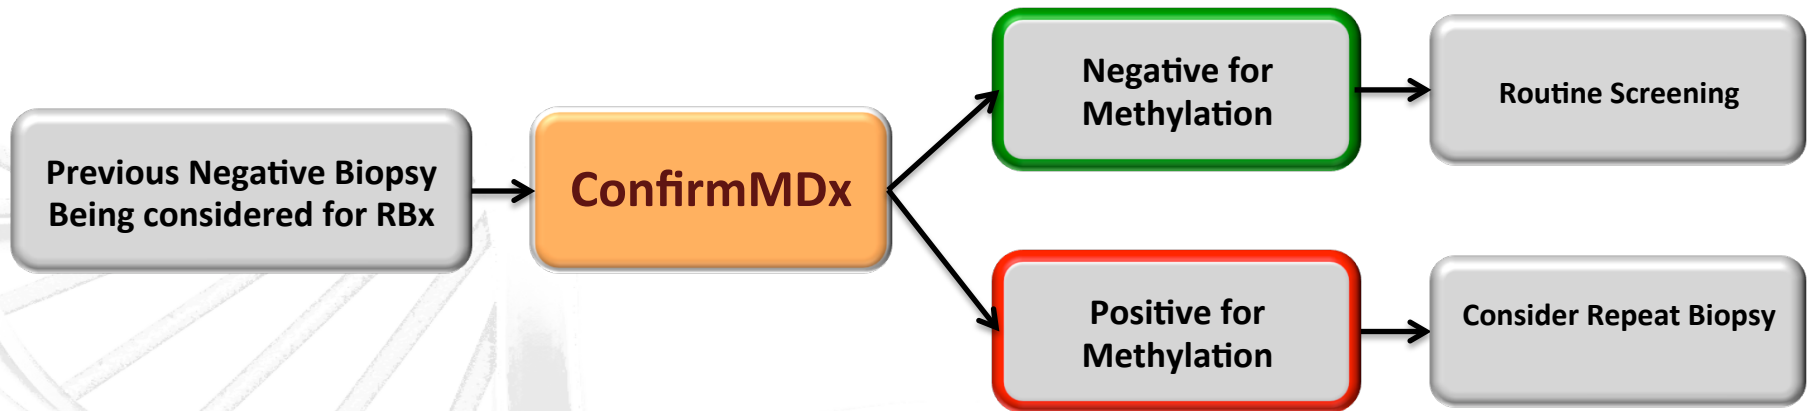 Previous Negative Biopsy
Being considered for RBx
ConfirmMDx
Negative for
Methylation
Routine Screening
Positive for
Methylation
Consider Repeat Biopsy